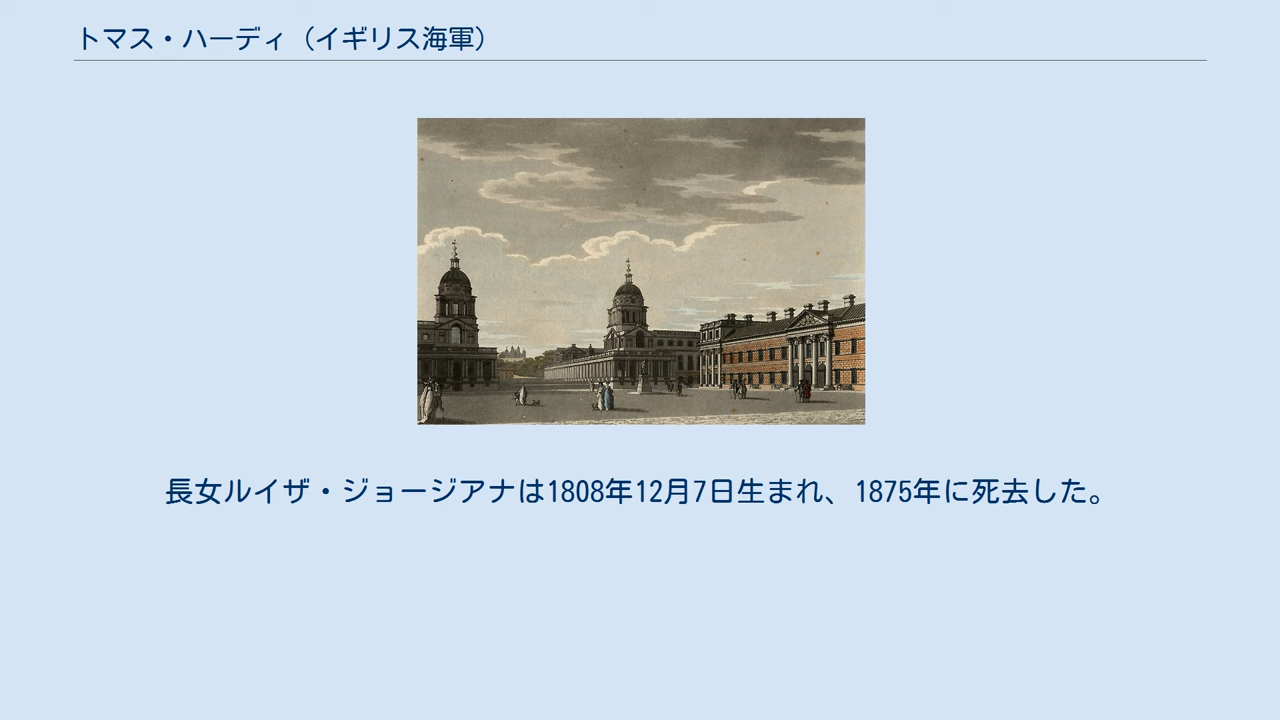 トマス・ハーディ（イギリス海軍）
長女ルイザ・ジョージアナは1808年12月7日生まれ、1875年に死去した。